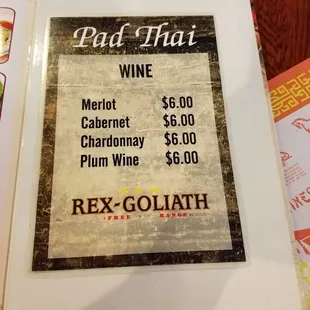 Pad Thai
WINE
Merlot $6.00
Cabernet $6.00
Chardonnay $6.00
Plum Wine $6.00
REX-GOLIATH
· FREE RANGE ·